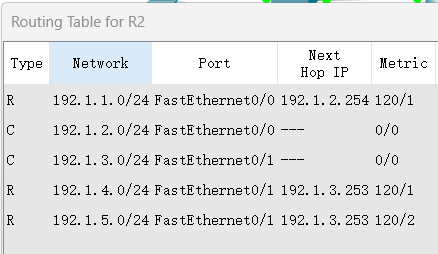 Routing Table for R2
Type Network Port Next Hop IP Metric
R 192.1.1.0/24 FastEthernet0/0 192.1.2.254 120/1
C 192.1.2.0/24 FastEthernet0/0 --- 0/0
C 192.1.3.0/24 FastEthernet0/1 --- 0/0
R 192.1.4.0/24 FastEthernet0/1 192.1.3.253 120/1
R 192.1.5.0/24 FastEthernet0/1 192.1.3.253 120/2